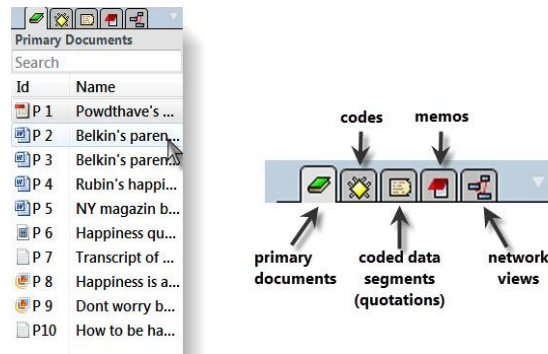 Primary Documents
Search
Id Name
P 1 Powdthave's ...
P 2 Belkin's paren...
P 3 Belkin's paren...
P 4 Rubin's happi...
P 5 NY magazin b...
P 6 Happiness qu...
P 7 Transcript of ...
P 8 Happiness is a...
P 9 Dont worry b...
P10 How to be ha...
codes memos
primary documents
coded data segments (quotations)
network views